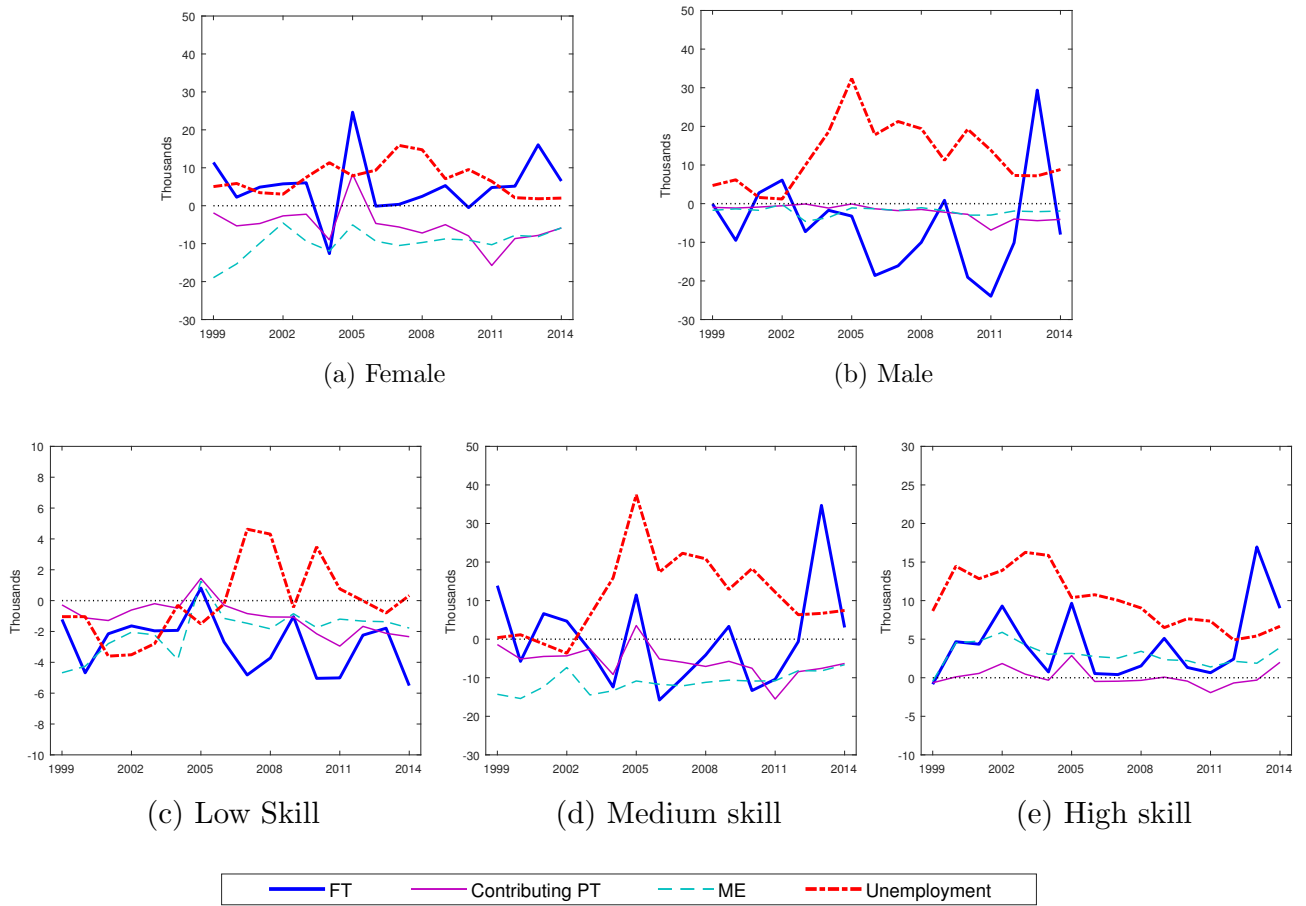 50
40
30
20
10
0
-10
-20
-30
Thousands
1999 2002 2005 2008 2011 2014
(a) Female
50
40
30
20
10
0
-10
-20
-30
Thousands
1999 2002 2005 2008 2011 2014
(b) Male
10
8
6
4
2
0
-2
-4
-6
-8
-10
Thousands
1999 2002 2005 2008 2011 2014
(c) Low Skill
50
40
30
20
10
0
-10
-20
-30
Thousands
1999 2002 2005 2008 2011 2014
(d) Medium skill
30
25
20
15
10
5
0
-5
-10
Thousands
1999 2002 2005 2008 2011 2014
(e) High skill
FT Contributing PT ME Unemployment